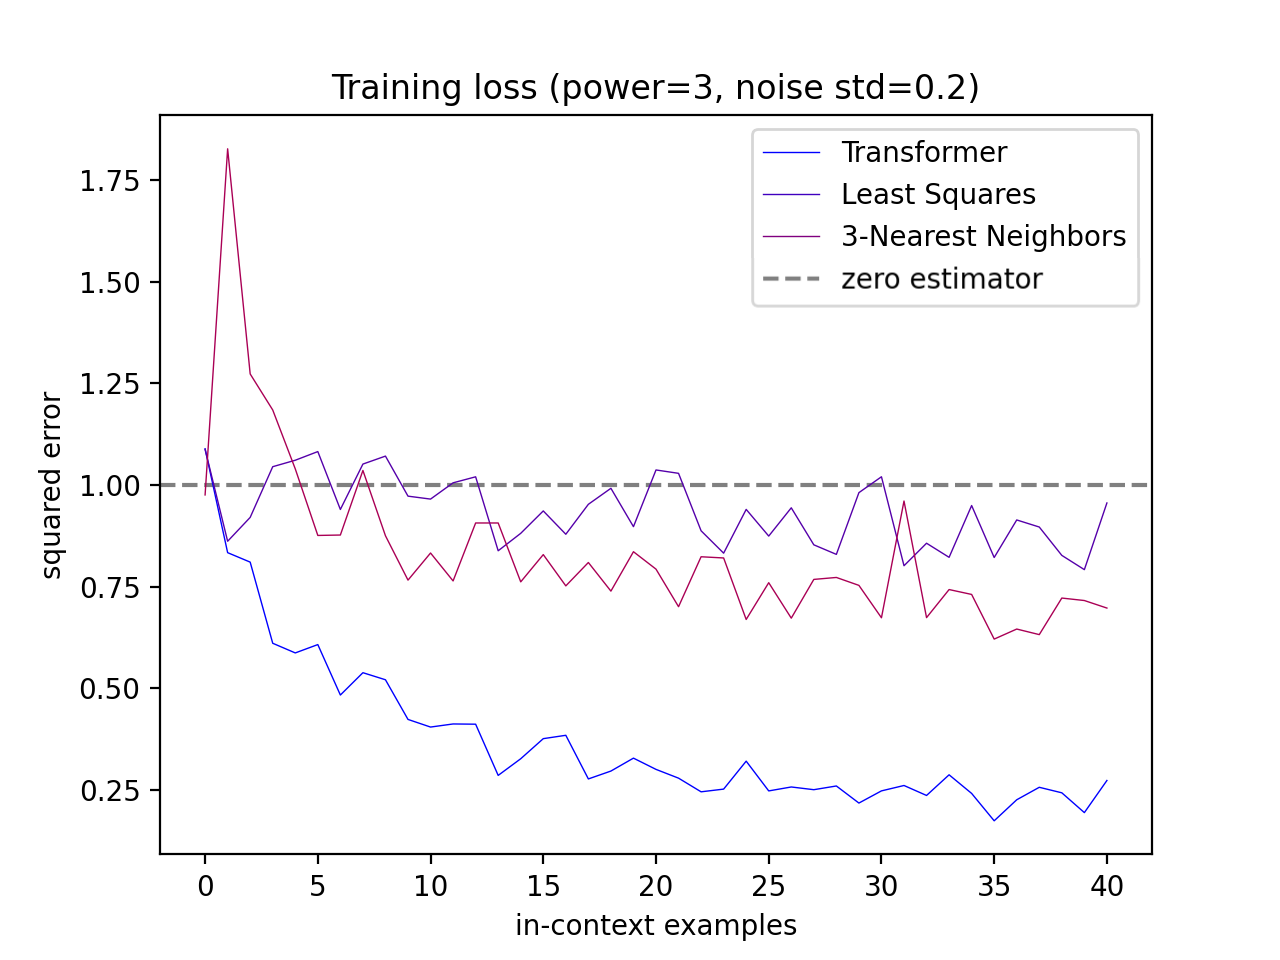 Training loss (power=3, noise std=0.2)
Transformer
Least Squares
3-Nearest Neighbors
zero estimator
squared error
1.75
1.50
1.25
1.00
0.75
0.50
0.25
0 5 10 15 20 25 30 35 40
in-context examples